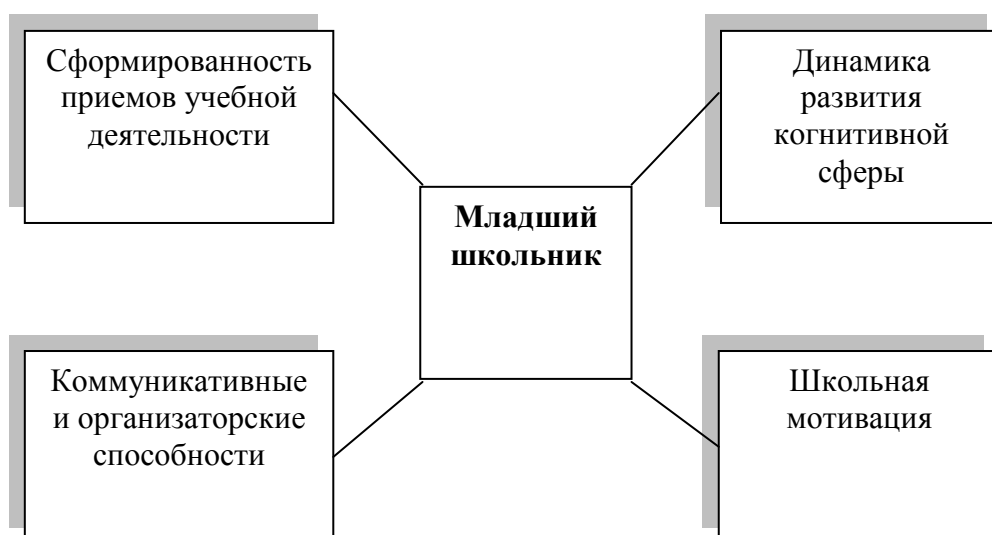 Сформированность
приемов учебной
деятельности
Динамика
развития
когнитивной
сферы
Младший
школьник
Коммуникативные
и организаторские
способности
Школьная
мотивация